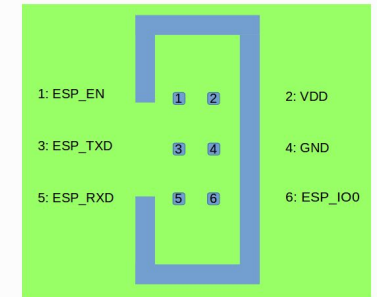 1: ESP_EN
1 2
2: VDD
3: ESP_TXD
3 4
4: GND
5: ESP_RXD
5 6
6: ESP_IO0